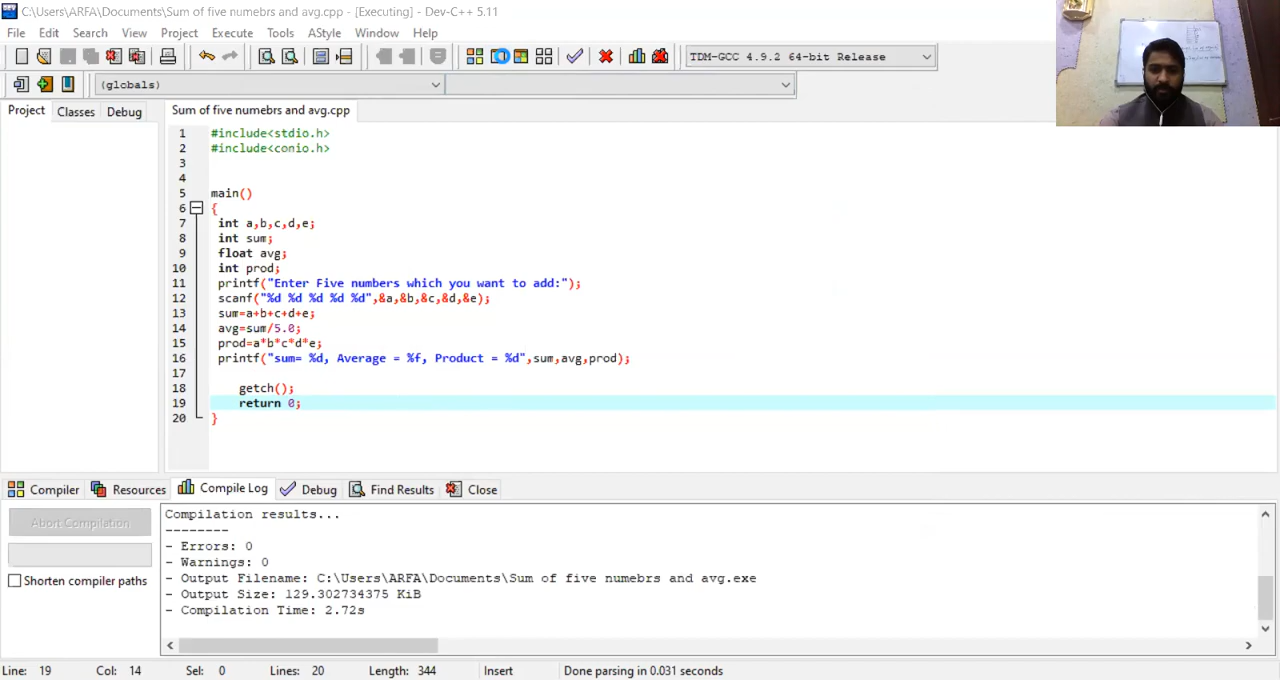 C:\Users\ARFA\Documents\Sum of five numebrs and avg.cpp - [Executing] - Dev-C++ 5.11
File Edit Search View Project Execute Tools AStyle Window Help
TDM-GCC 4.9.2 64-bit Release
(globals)
Project Classes Debug Sum of five numebrs and avg.cpp
1 #include<stdio.h>
2 #include<conio.h>
3
4
5 main()
6 {
7 int a,b,c,d,e;
8 int sum;
9 float avg;
10 int prod;
11 printf("Enter Five numbers which you want to add:");
12 scanf("%d %d %d %d %d",&a,&b,&c,&d,&e);
13 sum=a+b+c+d+e;
14 avg=sum/5.0;
15 prod=a*b*c*d*e;
16 printf("sum= %d, Average = %f, Product = %d",sum,avg,prod);
17
18 getch();
19 return 0;
20 }
Compiler Resources Compile Log Debug Find Results Close
Abort Compilation
Shorten compiler paths
Compilation results...
--------
- Errors: 0
- Warnings: 0
- Output Filename: C:\Users\ARFA\Documents\Sum of five numebrs and avg.exe
- Output Size: 129.302734375 KiB
- Compilation Time: 2.72s
Line: 19 Col: 14 Sel: 0 Lines: 20 Length: 344 Insert Done parsing in 0.031 seconds